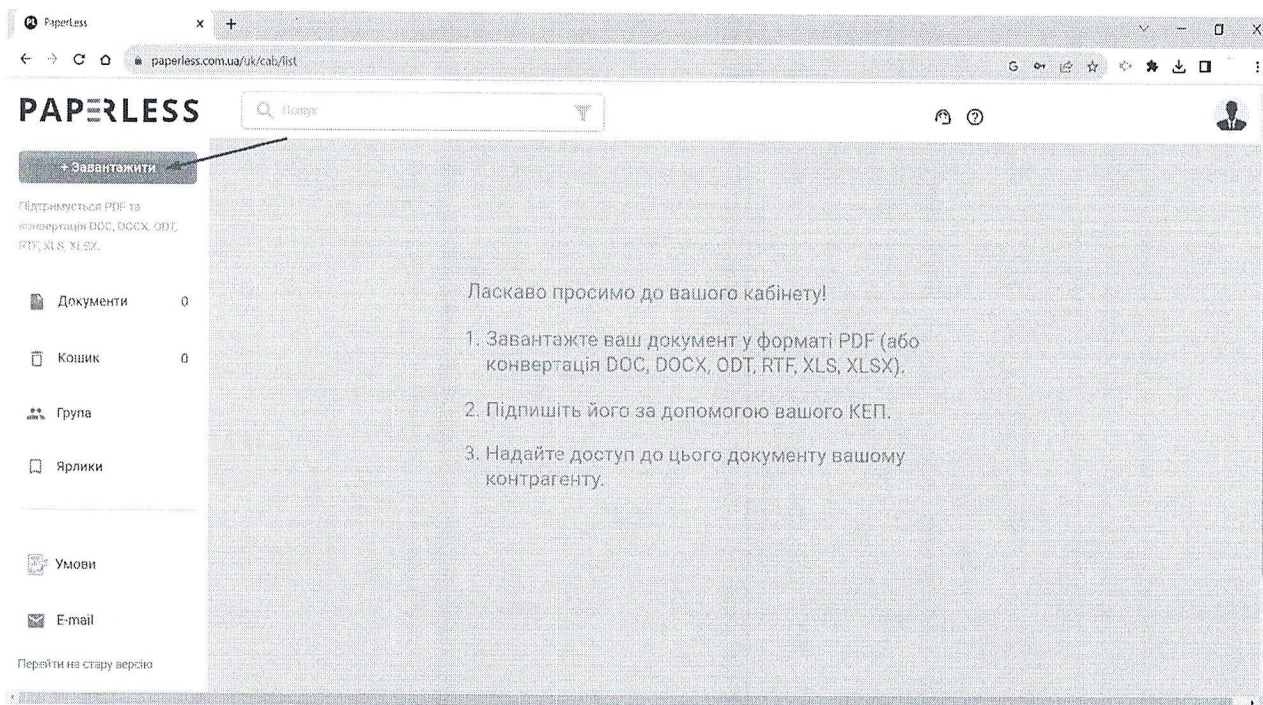 PaperLess
paperless.com.ua/uk/cab/list
PAPERLESS
Пошук
+ Завантажити
Підтримується PDF та
конвертація DOC, DOCX, ODT,
RTF, XLS, XLSX.
Документи 0
Кошик 0
Група
Ярлики
Умови
E-mail
Перейти на стару версію
Ласкаво просимо до вашого кабінету!
1. Завантажте ваш документ у форматі PDF (або
конвертація DOC, DOCX, ODT, RTF, XLS, XLSX).
2. Підпишіть його за допомогою вашого КЕП.
3. Надайте доступ до цього документу вашому
контрагенту.